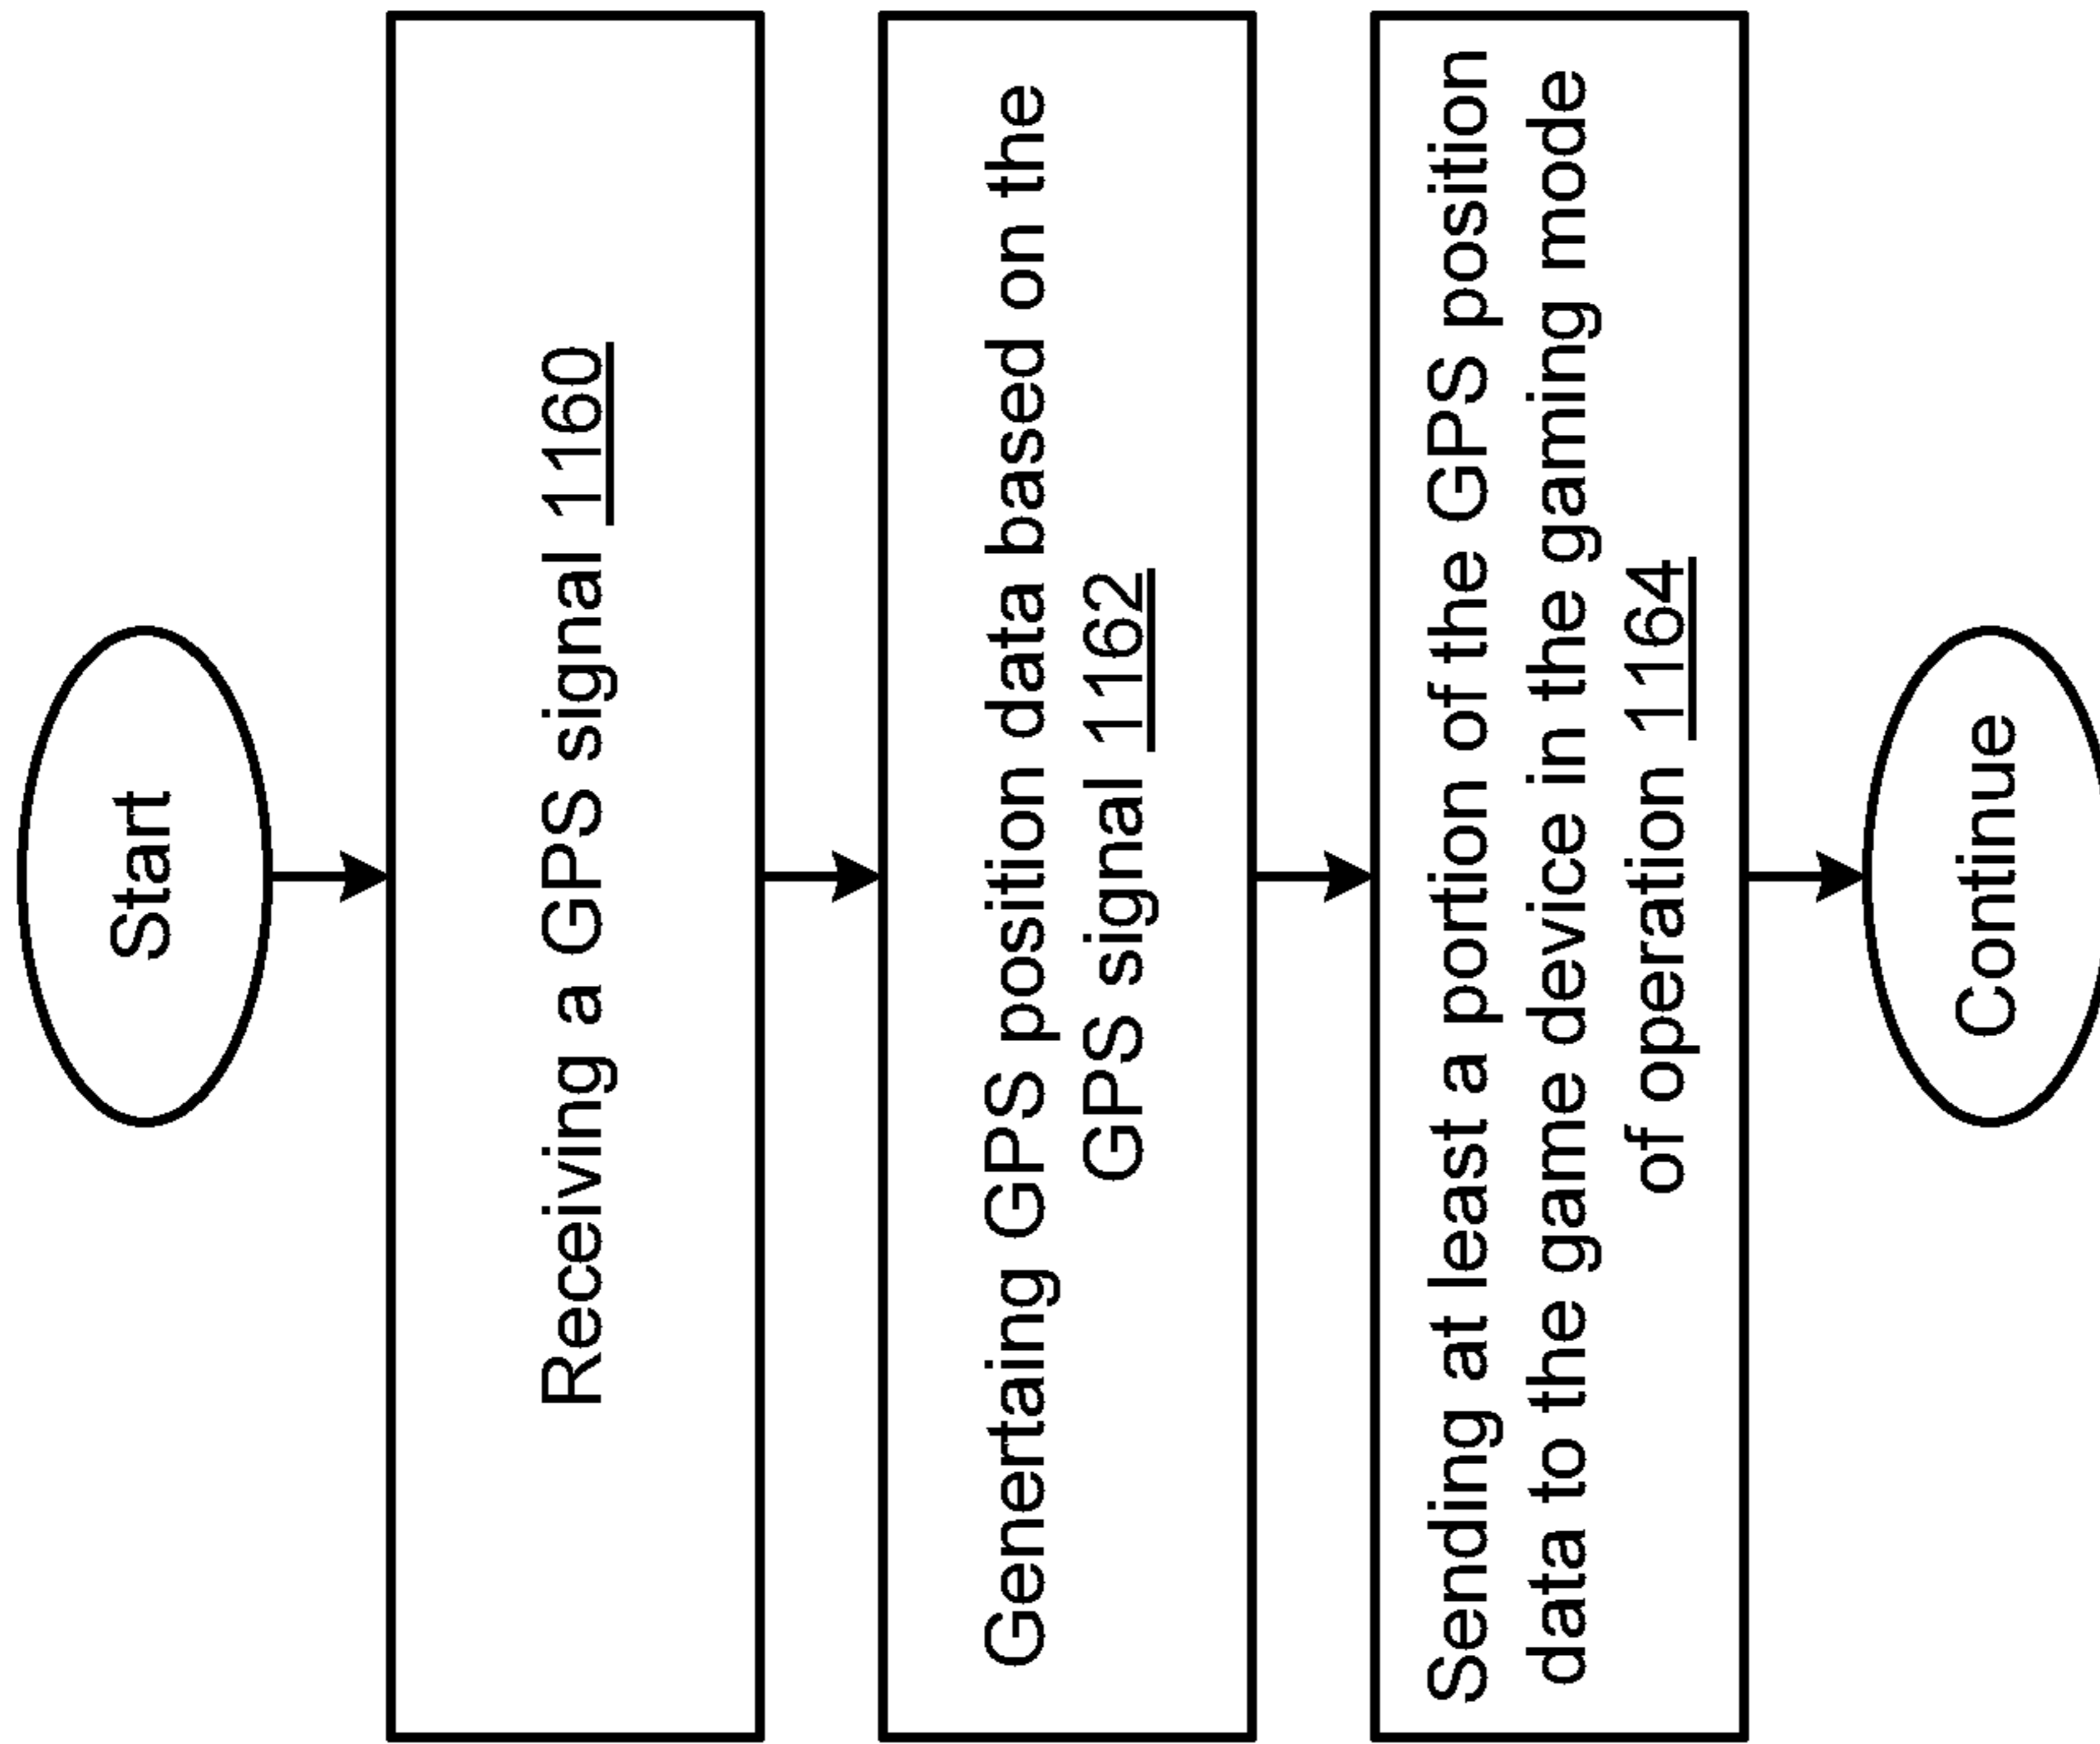 Start
Receiving a GPS signal 1160
Genertaing GPS position data based on the
GPS signal 1162
Sending at least a portion of the GPS position
data to the game device in the gaming mode
of operation 1164
Continue